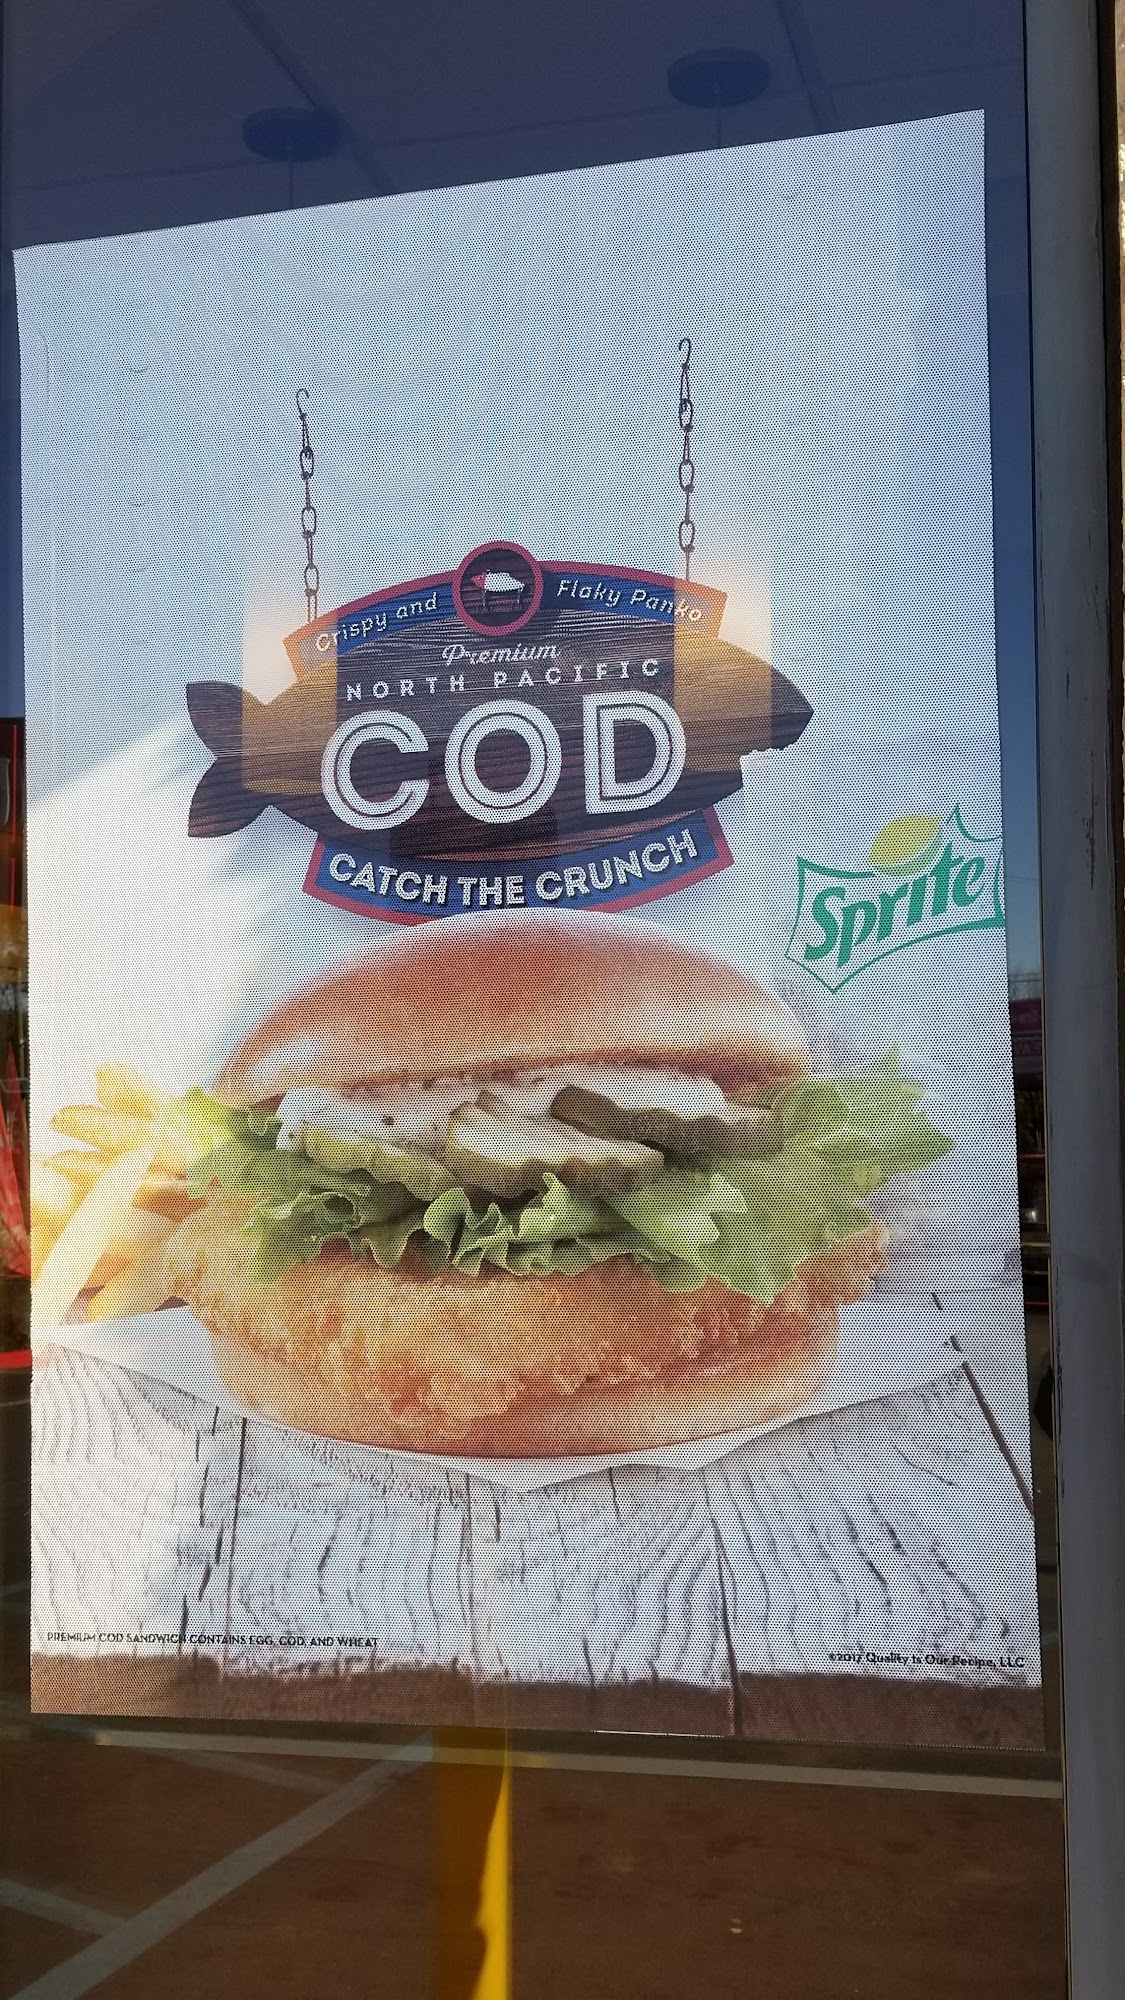 Crispy and Flaky Panko
Premium
NORTH PACIFIC
COD
CATCH THE CRUNCH
Sprite
PREMIUM COD SANDWICH CONTAINS EGG, COD, AND WHEAT
©2017 Quality Is Our Recipe, LLC